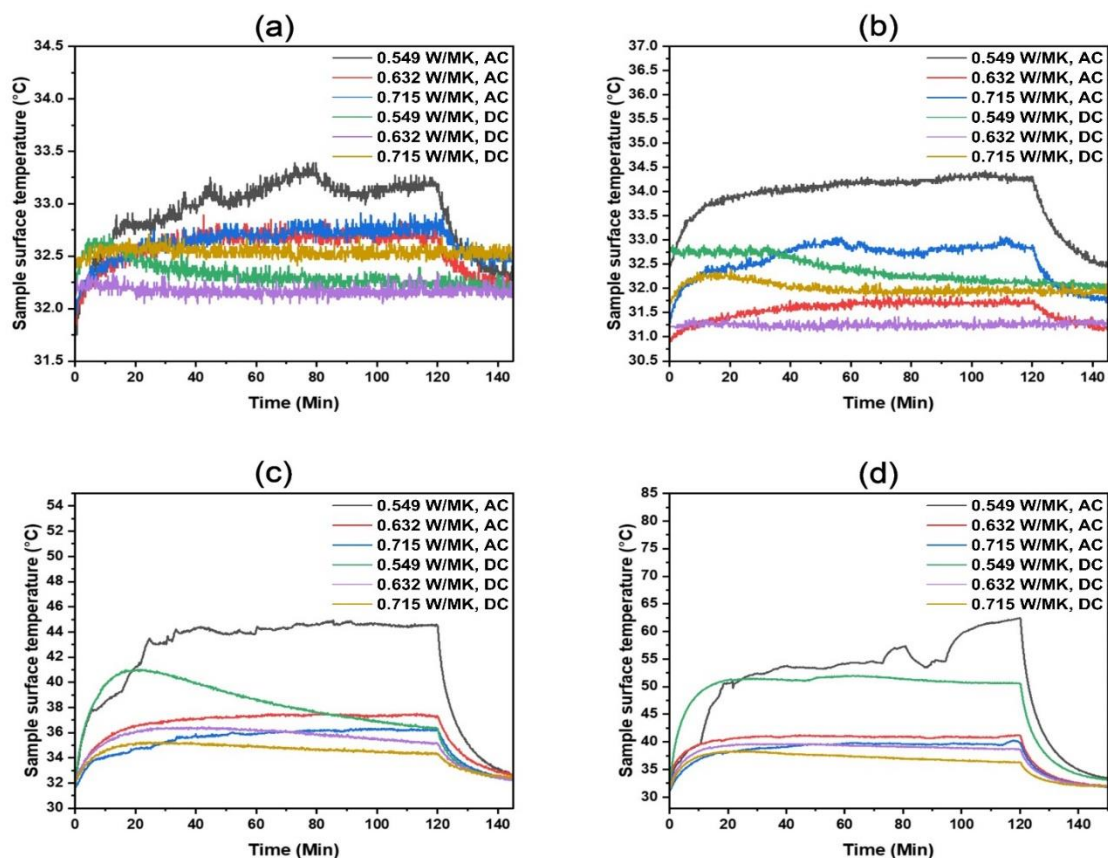 (a)
34.5
34.0
33.5
33.0
32.5
32.0
31.5
Sample surface temperature (°C)
0.549 W/MK, AC
0.632 W/MK, AC
0.715 W/MK, AC
0.549 W/MK, DC
0.632 W/MK, DC
0.715 W/MK, DC
0 20 40 60 80 100 120 140
Time (Min)
(b)
37.0
36.5
36.0
35.5
35.0
34.5
34.0
33.5
33.0
32.5
32.0
31.5
31.0
30.5
Sample surface temperature (°C)
0.549 W/MK, AC
0.632 W/MK, AC
0.715 W/MK, AC
0.549 W/MK, DC
0.632 W/MK, DC
0.715 W/MK, DC
0 20 40 60 80 100 120 140
Time (Min)
(c)
54
52
50
48
46
44
42
40
38
36
34
32
30
Sample surface temperature (°C)
0.549 W/MK, AC
0.632 W/MK, AC
0.715 W/MK, AC
0.549 W/MK, DC
0.632 W/MK, DC
0.715 W/MK, DC
0 20 40 60 80 100 120 140
Time (Min)
(d)
85
80
75
70
65
60
55
50
45
40
35
30
Sample surface temperature (°C)
0.549 W/MK, AC
0.632 W/MK, AC
0.715 W/MK, AC
0.549 W/MK, DC
0.632 W/MK, DC
0.715 W/MK, DC
0 20 40 60 80 100 120 140
Time (Min)